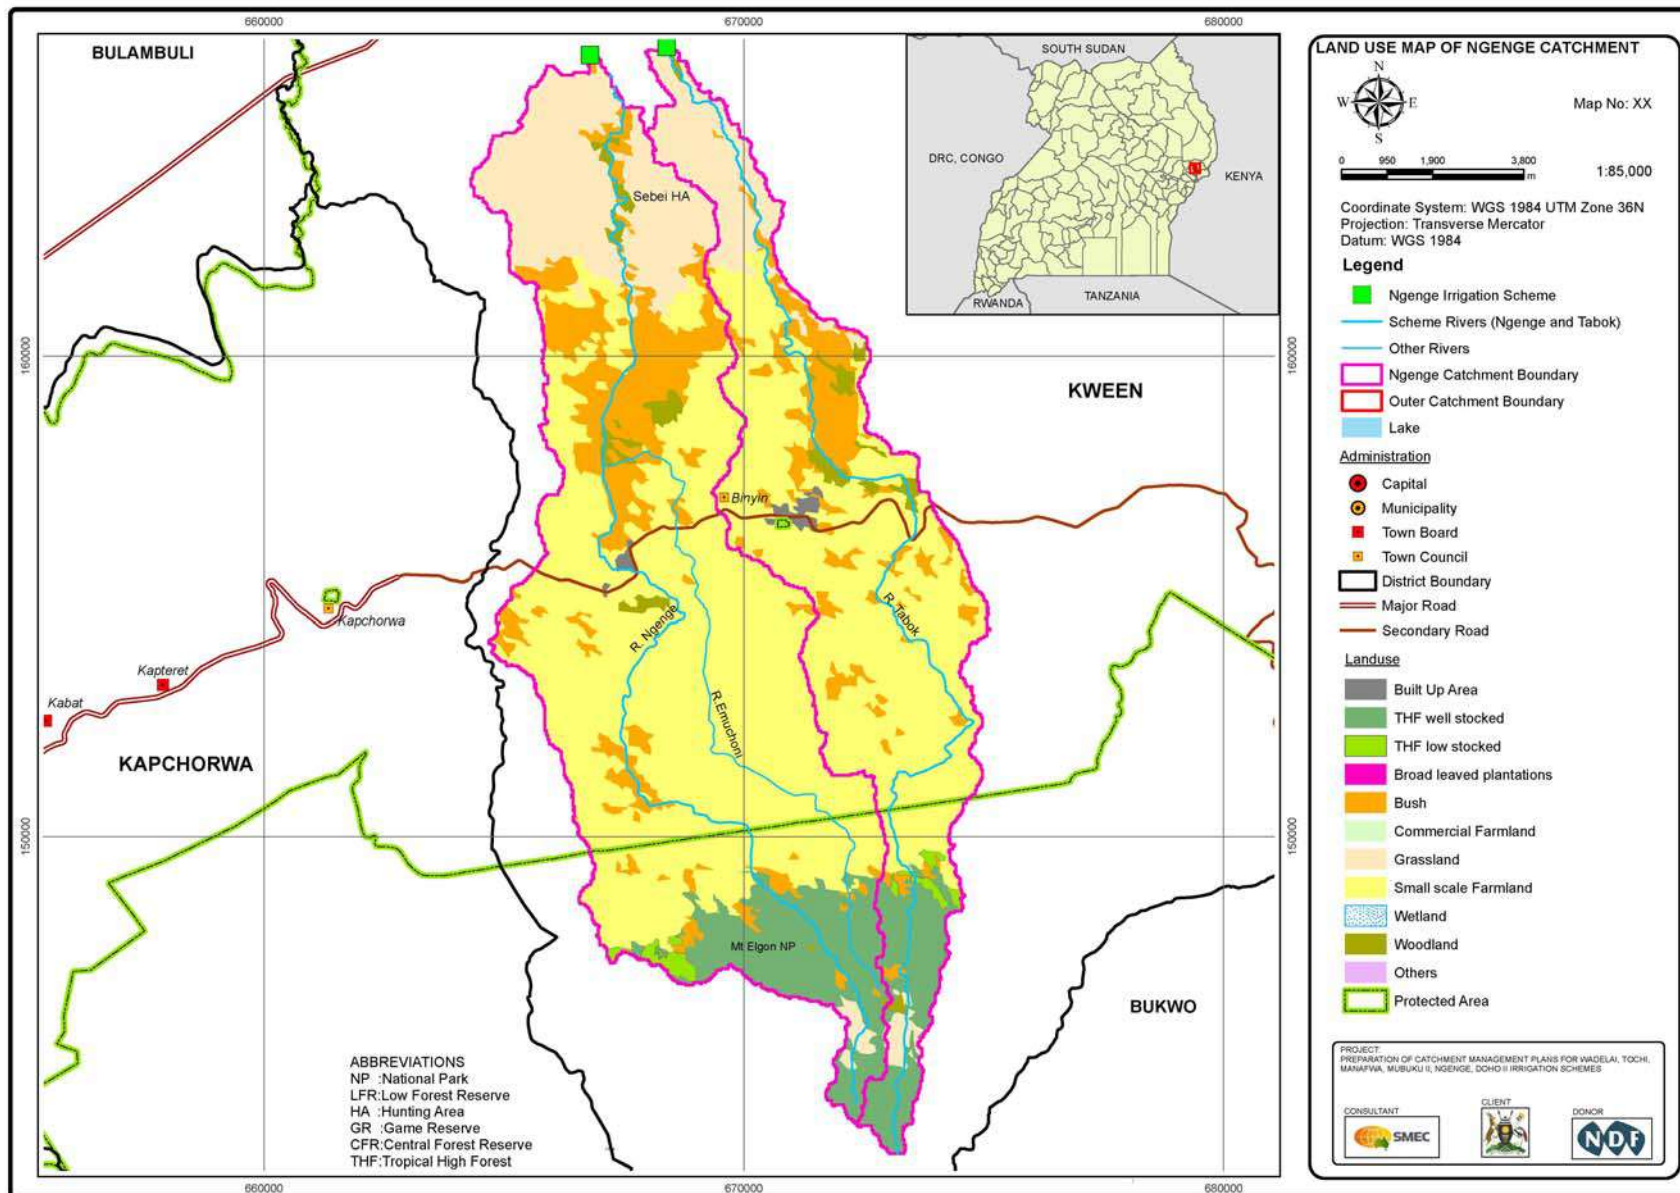 660000
670000
680000
BULAMBULI
Sebei HA
160000
160000
KWEEN
Binyin
Kapchorwa
Kapteret
Kabat
KAPCHORWA
R. Ngenge
R.Emuchoni
R. Tabok
150000
150000
Mt Elgon NP
BUKWO
ABBREVIATIONS
NP :National Park
LFR:Low Forest Reserve
HA :Hunting Area
GR :Game Reserve
CFR:Central Forest Reserve
THF:Tropical High Forest
660000
670000
680000
SOUTH SUDAN
DRC, CONGO
KENYA
RWANDA
TANZANIA
LAND USE MAP OF NGENGE CATCHMENT
N
W E
S
Map No: XX
0 950 1,900 3,800
m
1:85,000
Coordinate System: WGS 1984 UTM Zone 36N
Projection: Transverse Mercator
Datum: WGS 1984
Legend
Ngenge Irrigation Scheme
Scheme Rivers (Ngenge and Tabok)
Other Rivers
Ngenge Catchment Boundary
Outer Catchment Boundary
Lake
Administration
Capital
Municipality
Town Board
Town Council
District Boundary
Major Road
Secondary Road
Landuse
Built Up Area
THF well stocked
THF low stocked
Broad leaved plantations
Bush
Commercial Farmland
Grassland
Small scale Farmland
Wetland
Woodland
Others
Protected Area
PROJECT:
PREPARATION OF CATCHMENT MANAGEMENT PLANS FOR WADELAI, TOCHI,
MANAFWA, MUBUKU II, NGENGE, DOHO II IRRIGATION SCHEMES
CONSULTANT
SMEC
CLIENT
DONOR
NDF